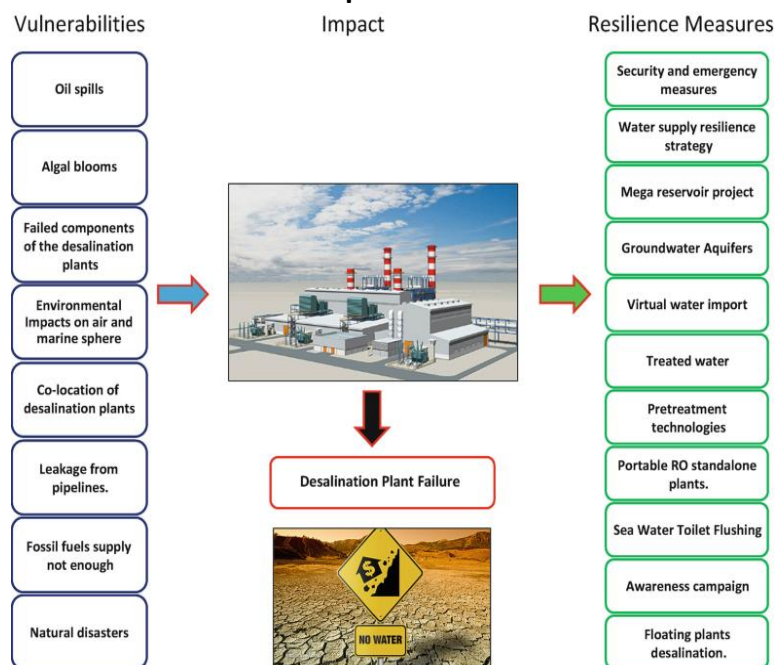 Vulnerabilities
Impact
Resilience Measures
Oil spills
Algal blooms
Failed components
of the desalination
plants
Environmental
Impacts on air and
marine sphere
Co-location of
desalination plants
Leakage from
pipelines.
Fossil fuels supply
not enough
Natural disasters
Desalination Plant Failure
$
NO WATER
Security and emergency
measures
Water supply resilience
strategy
Mega reservoir project
Groundwater Aquifers
Virtual water import
Treated water
Pretreatment
technologies
Portable RO standalone
plants.
Sea Water Toilet Flushing
Awareness campaign
Floating plants
desalination.